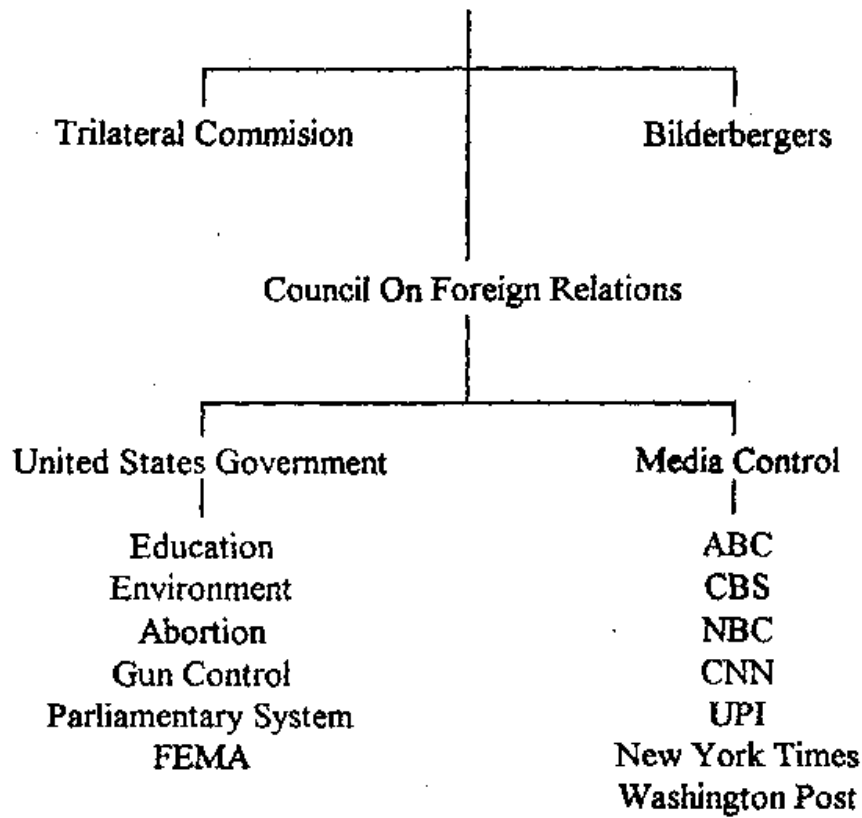 Trilateral Commision
Bilderbergers
Council On Foreign Relations
United States Government
Media Control
Education
Environment
Abortion
Gun Control
Parliamentary System
FEMA
ABC
CBS
NBC
CNN
UPI
New York Times
Washington Post